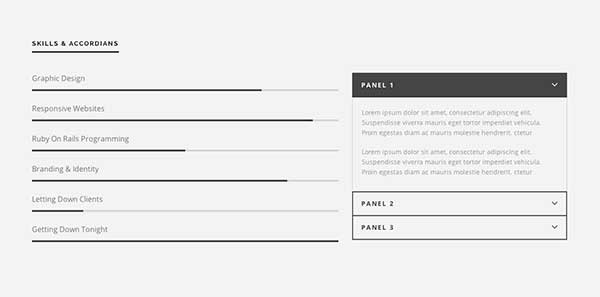 SKILLS & ACCORDIANS
Graphic Design
Responsive Websites
Ruby On Rails Programming
Branding & Identity
Letting Down Clients
Getting Down Tonight
PANEL 1
Lorem ipsum dolor sit amet, consectetur adipiscing elit.
Suspendisse viverra mauris eget tortor imperdiet vehicula.
Proin egestas diam ac mauris molestie hendrerit. ctetur
Lorem ipsum dolor sit amet, consectetur adipiscing elit.
Suspendisse viverra mauris eget tortor imperdiet vehicula.
Proin egestas diam ac mauris molestie hendrerit. ctetur
PANEL 2
PANEL 3